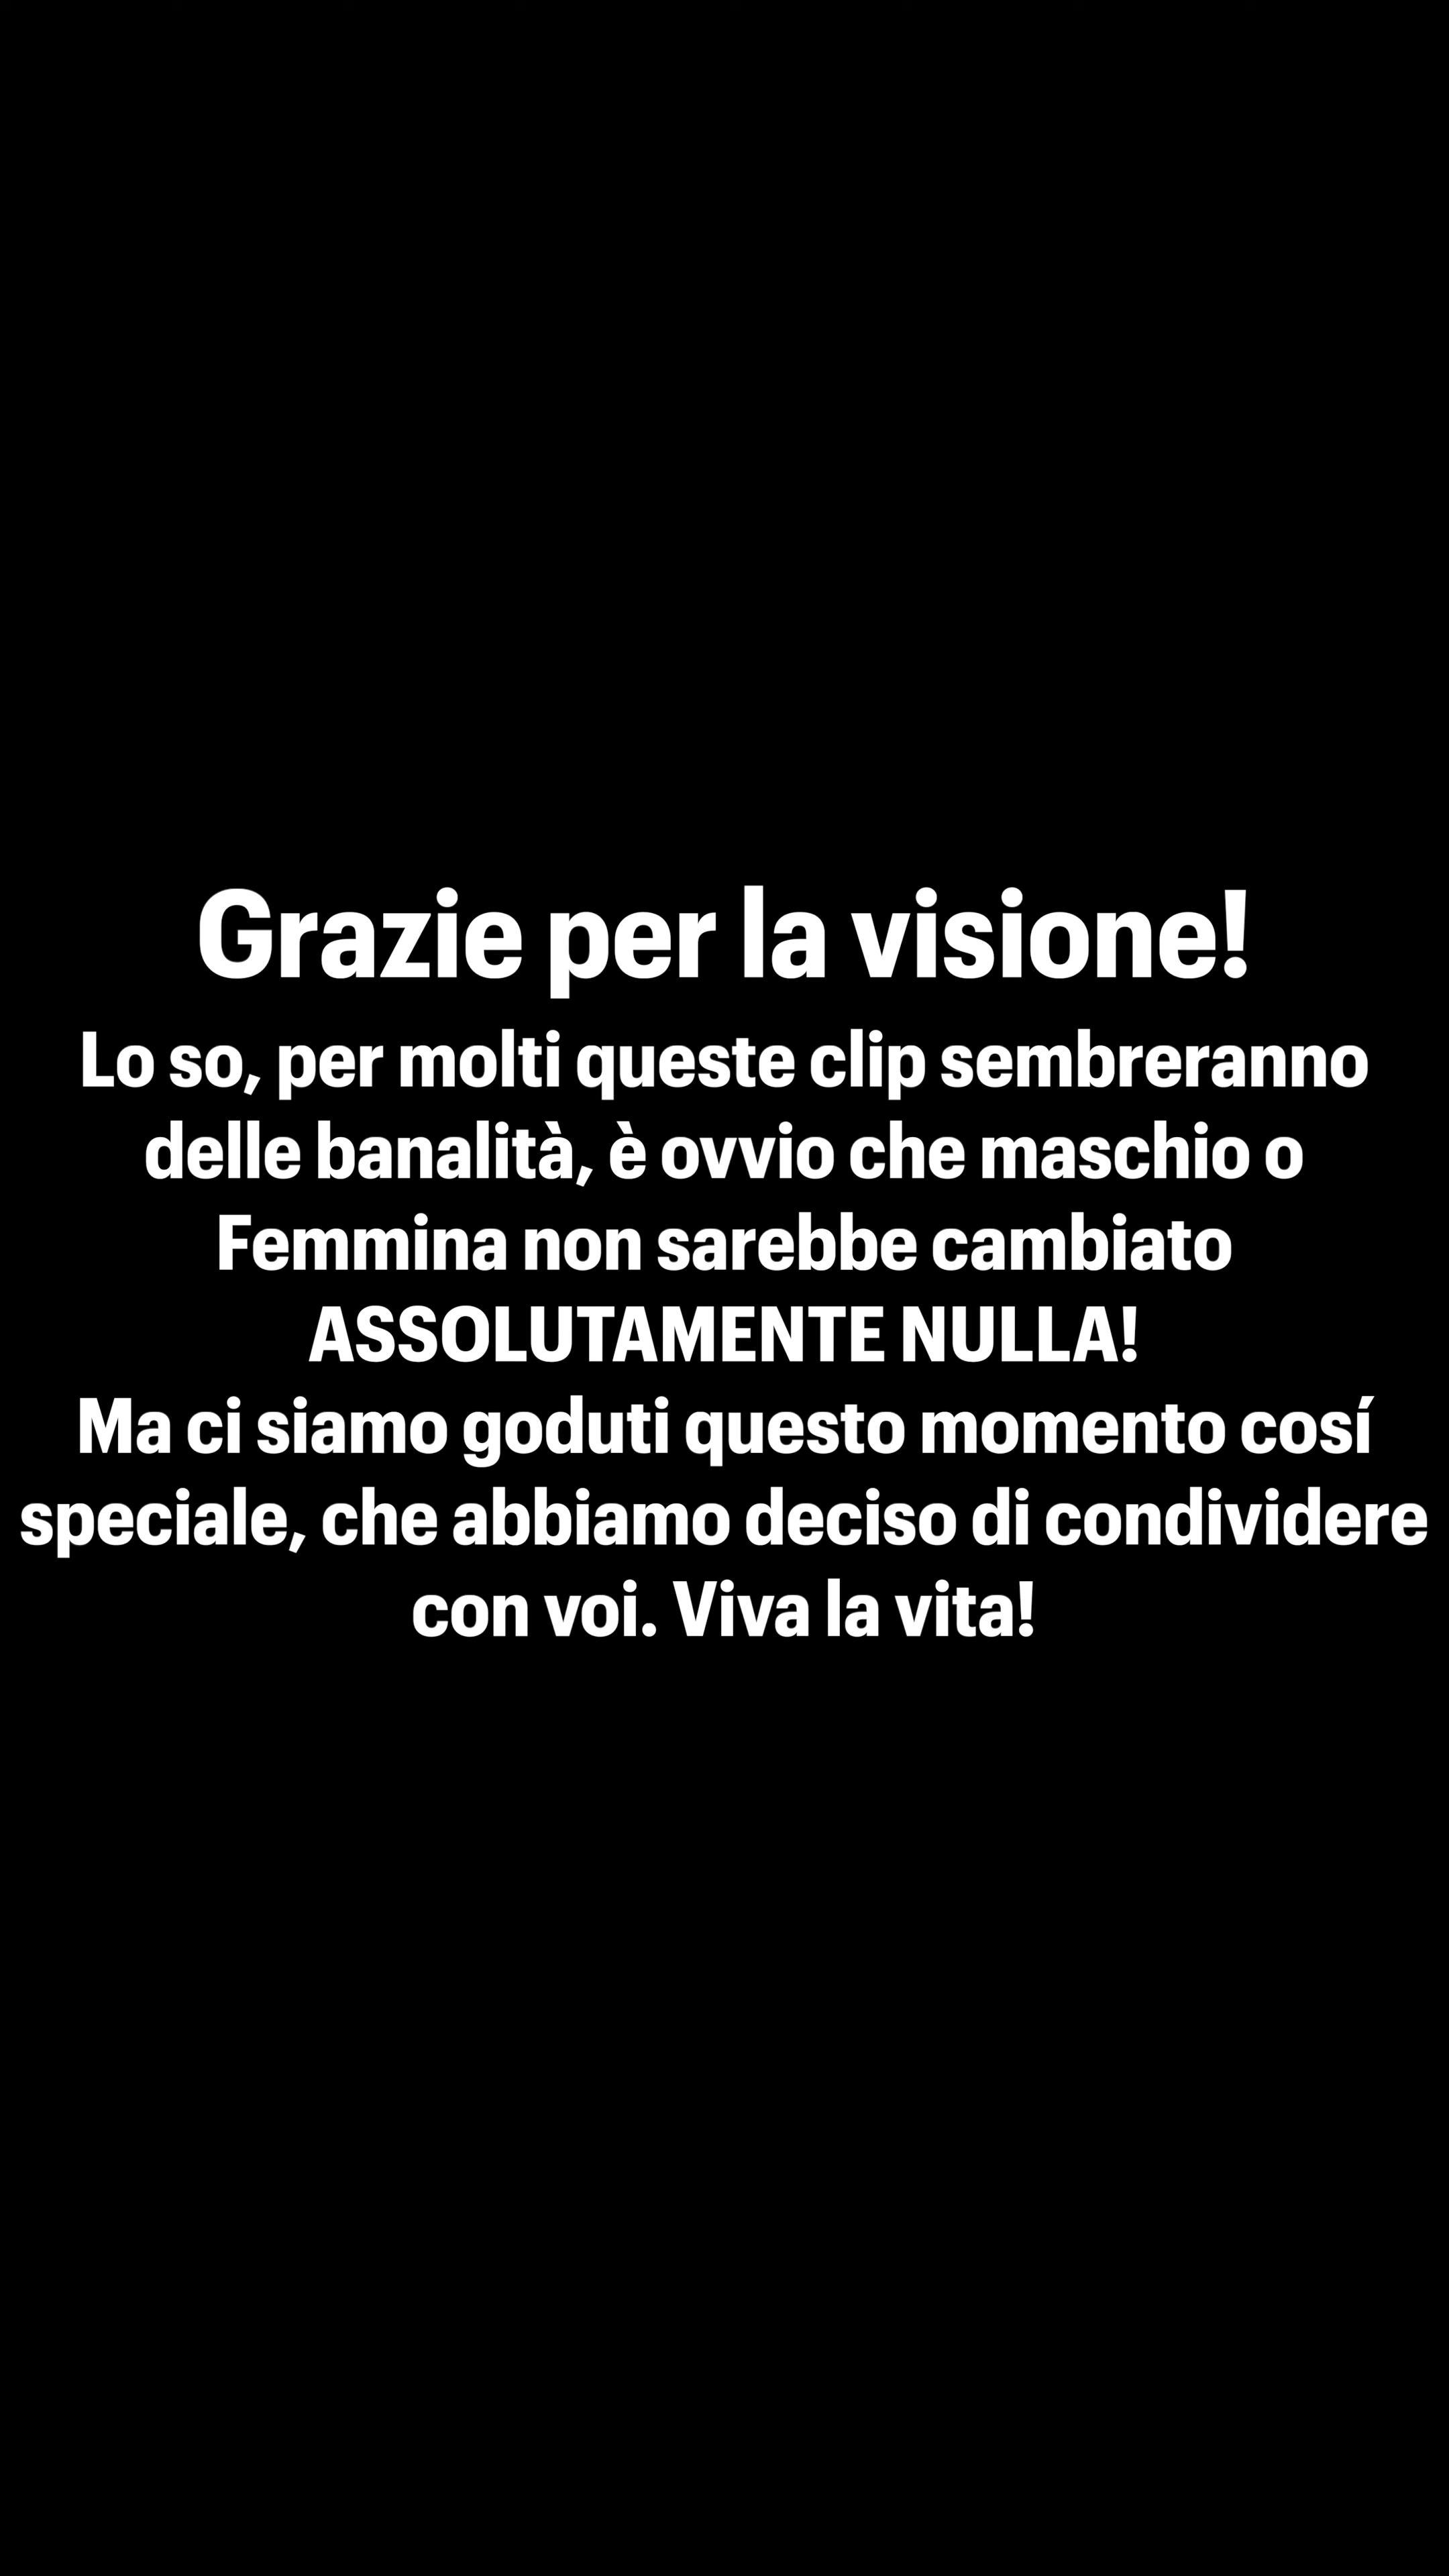 Grazie per la visione!
Lo so, per molti queste clip sembreranno
delle banalità, è ovvio che maschio o
Femmina non sarebbe cambiato
ASSOLUTAMENTE NULLA!
Ma ci siamo goduti questo momento cosí
speciale, che abbiamo deciso di condividere
con voi. Viva la vita!